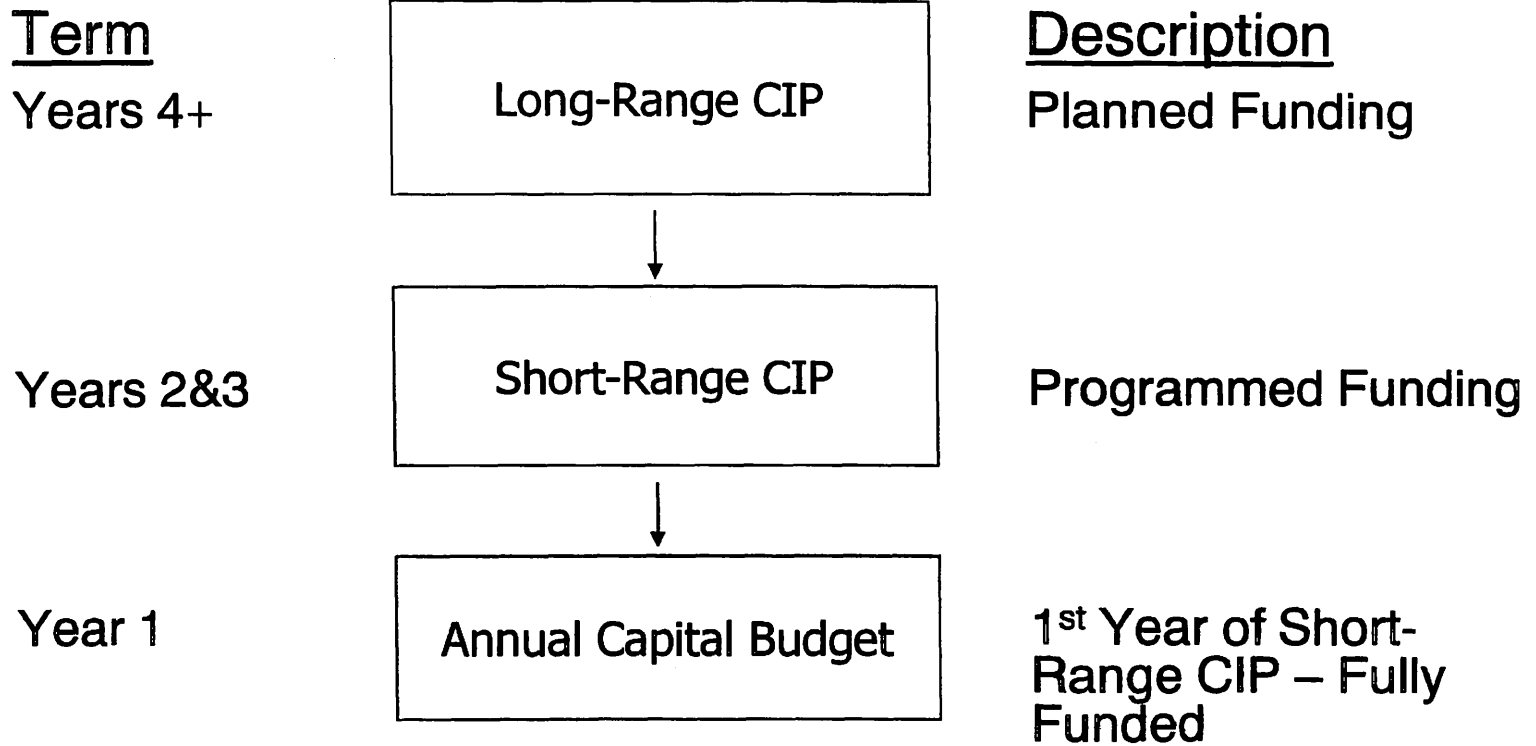 Term
Description
Years 4+
Long-Range CIP
Planned Funding
Years 2&3
Short-Range CIP
Programmed Funding
Year 1
Annual Capital Budget
1st Year of Short-
Range CIP – Fully
Funded